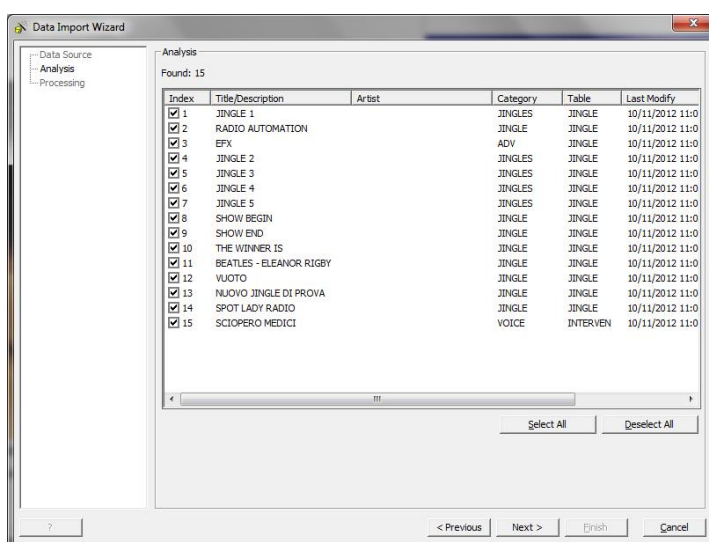 Data Import Wizard
Data Source
Analysis
Processing
Analysis
Found: 15
Index Title/Description Artist Category Table Last Modify
1 JINGLE 1 JINGLES JINGLE 10/11/2012 11:0
2 RADIO AUTOMATION JINGLE JINGLE 10/11/2012 11:0
3 EFX ADV JINGLE 10/11/2012 11:0
4 JINGLE 2 JINGLES JINGLE 10/11/2012 11:0
5 JINGLE 3 JINGLES JINGLE 10/11/2012 11:0
6 JINGLE 4 JINGLES JINGLE 10/11/2012 11:0
7 JINGLE 5 JINGLES JINGLE 10/11/2012 11:0
8 SHOW BEGIN JINGLE JINGLE 10/11/2012 11:0
9 SHOW END JINGLE JINGLE 10/11/2012 11:0
10 THE WINNER IS JINGLE JINGLE 10/11/2012 11:0
11 BEATLES - ELEANOR RIGBY JINGLE JINGLE 10/11/2012 11:0
12 VUOTO JINGLE JINGLE 10/11/2012 11:0
13 NUOVO JINGLE DI PROVA JINGLE JINGLE 10/11/2012 11:0
14 SPOT LADY RADIO JINGLE JINGLE 10/11/2012 11:0
15 SCIOPERO MEDICI VOICE INTERVEN 10/11/2012 11:0
Select All Deselect All
? < Previous Next > Finish Cancel